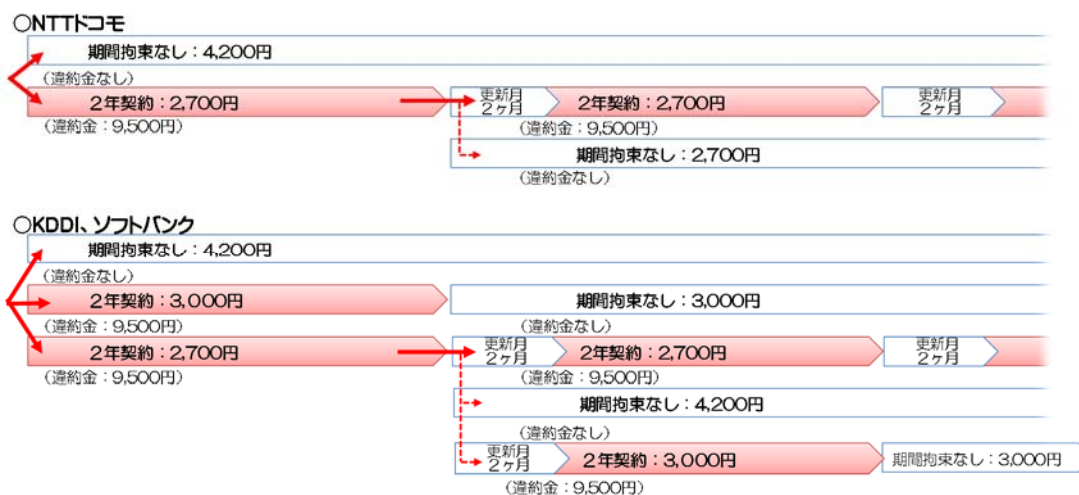 ○NTTドコモ
期間拘束なし：4,200円
（違約金なし）
2年契約：2,700円
更新月
2ヶ月
2年契約：2,700円
更新月
2ヶ月
（違約金：9,500円）
（違約金：9,500円）
期間拘束なし：2,700円
（違約金なし）
○KDDI、ソフトバンク
期間拘束なし：4,200円
（違約金なし）
2年契約：3,000円
期間拘束なし：3,000円
（違約金：9,500円）
（違約金なし）
2年契約：2,700円
更新月
2ヶ月
2年契約：2,700円
更新月
2ヶ月
（違約金：9,500円）
（違約金：9,500円）
期間拘束なし：4,200円
（違約金なし）
更新月
2ヶ月
2年契約：3,000円
期間拘束なし：3,000円
（違約金：9,500円）